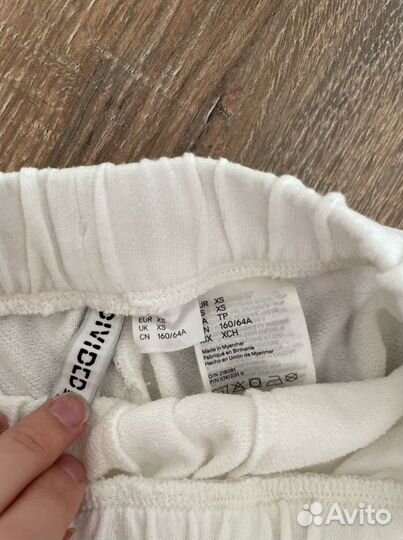 DIVIDED
EUR XS
UK XS
CN 160/64A
UR XS
XS
TP
160/64A
XCH
Made in Myanmar
Fabriqué en Birmanie
Hecho en Unión de Myanmar
Avito